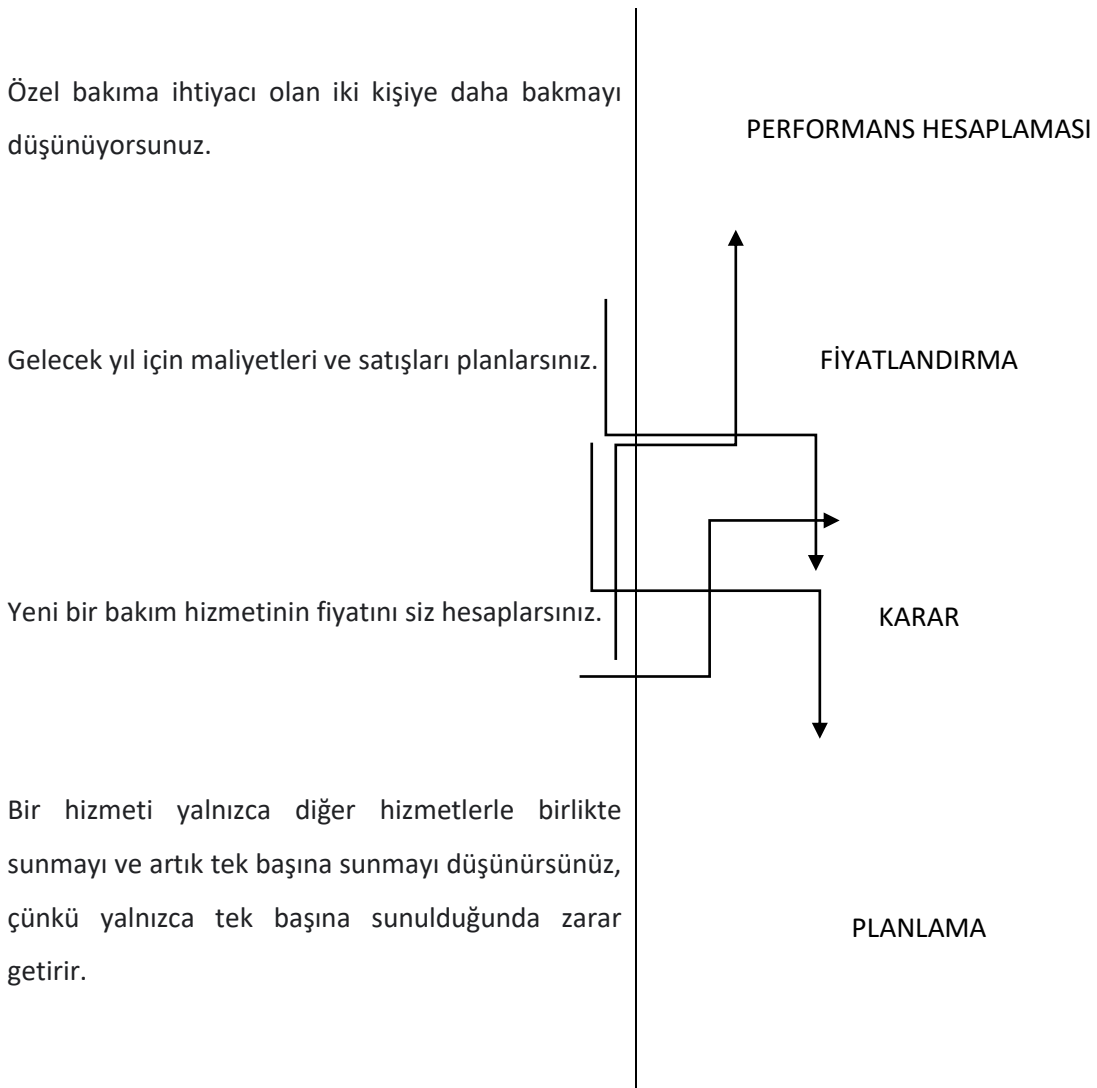 Özel bakıma ihtiyacı olan iki kişiye daha bakmayı
düşünüyorsunuz.
PERFORMANS HESAPLAMASI
Gelecek yıl için maliyetleri ve satışları planlarsınız.
FİYATLANDIRMA
Yeni bir bakım hizmetinin fiyatını siz hesaplarsınız.
KARAR
Bir hizmeti yalnızca diğer hizmetlerle birlikte
sunmayı ve artık tek başına sunmayı düşünürsünüz,
çünkü yalnızca tek başına sunulduğunda zarar
getirir.
PLANLAMA